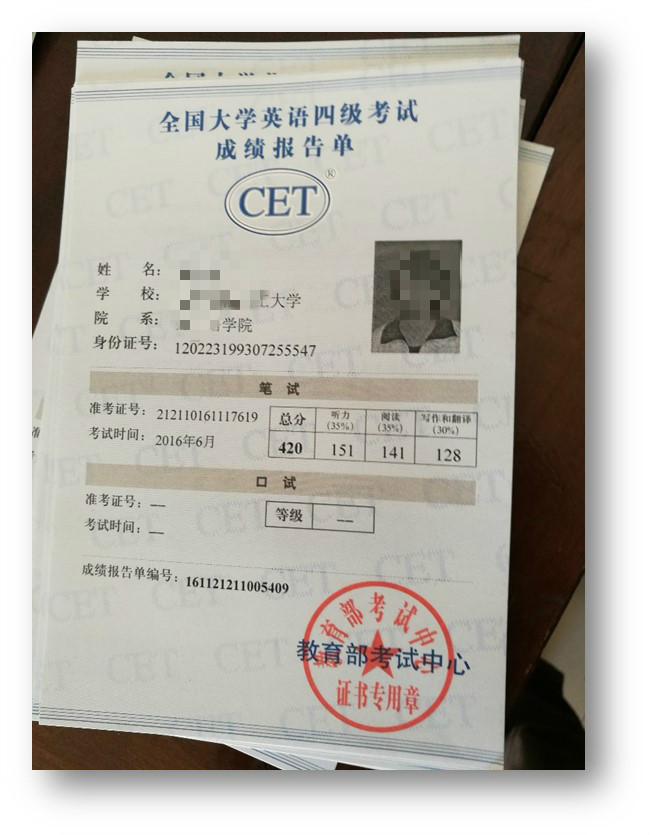 全国大学英语四级考试
成绩报告单
CET®
姓 名：
学 校： 大学
院 系： 学院
身份证号： 120223199307255547
笔 试
准考证号： 212110161117619
考试时间： 2016年6月
总分 听力 (35%) 阅读 (35%) 写作和翻译 (30%)
420 151 141 128
口 试
准考证号：——
考试时间：——
等级 ——
成绩报告单编号：161121211005409
教育部考试中心
教育部考试中心
证书专用章